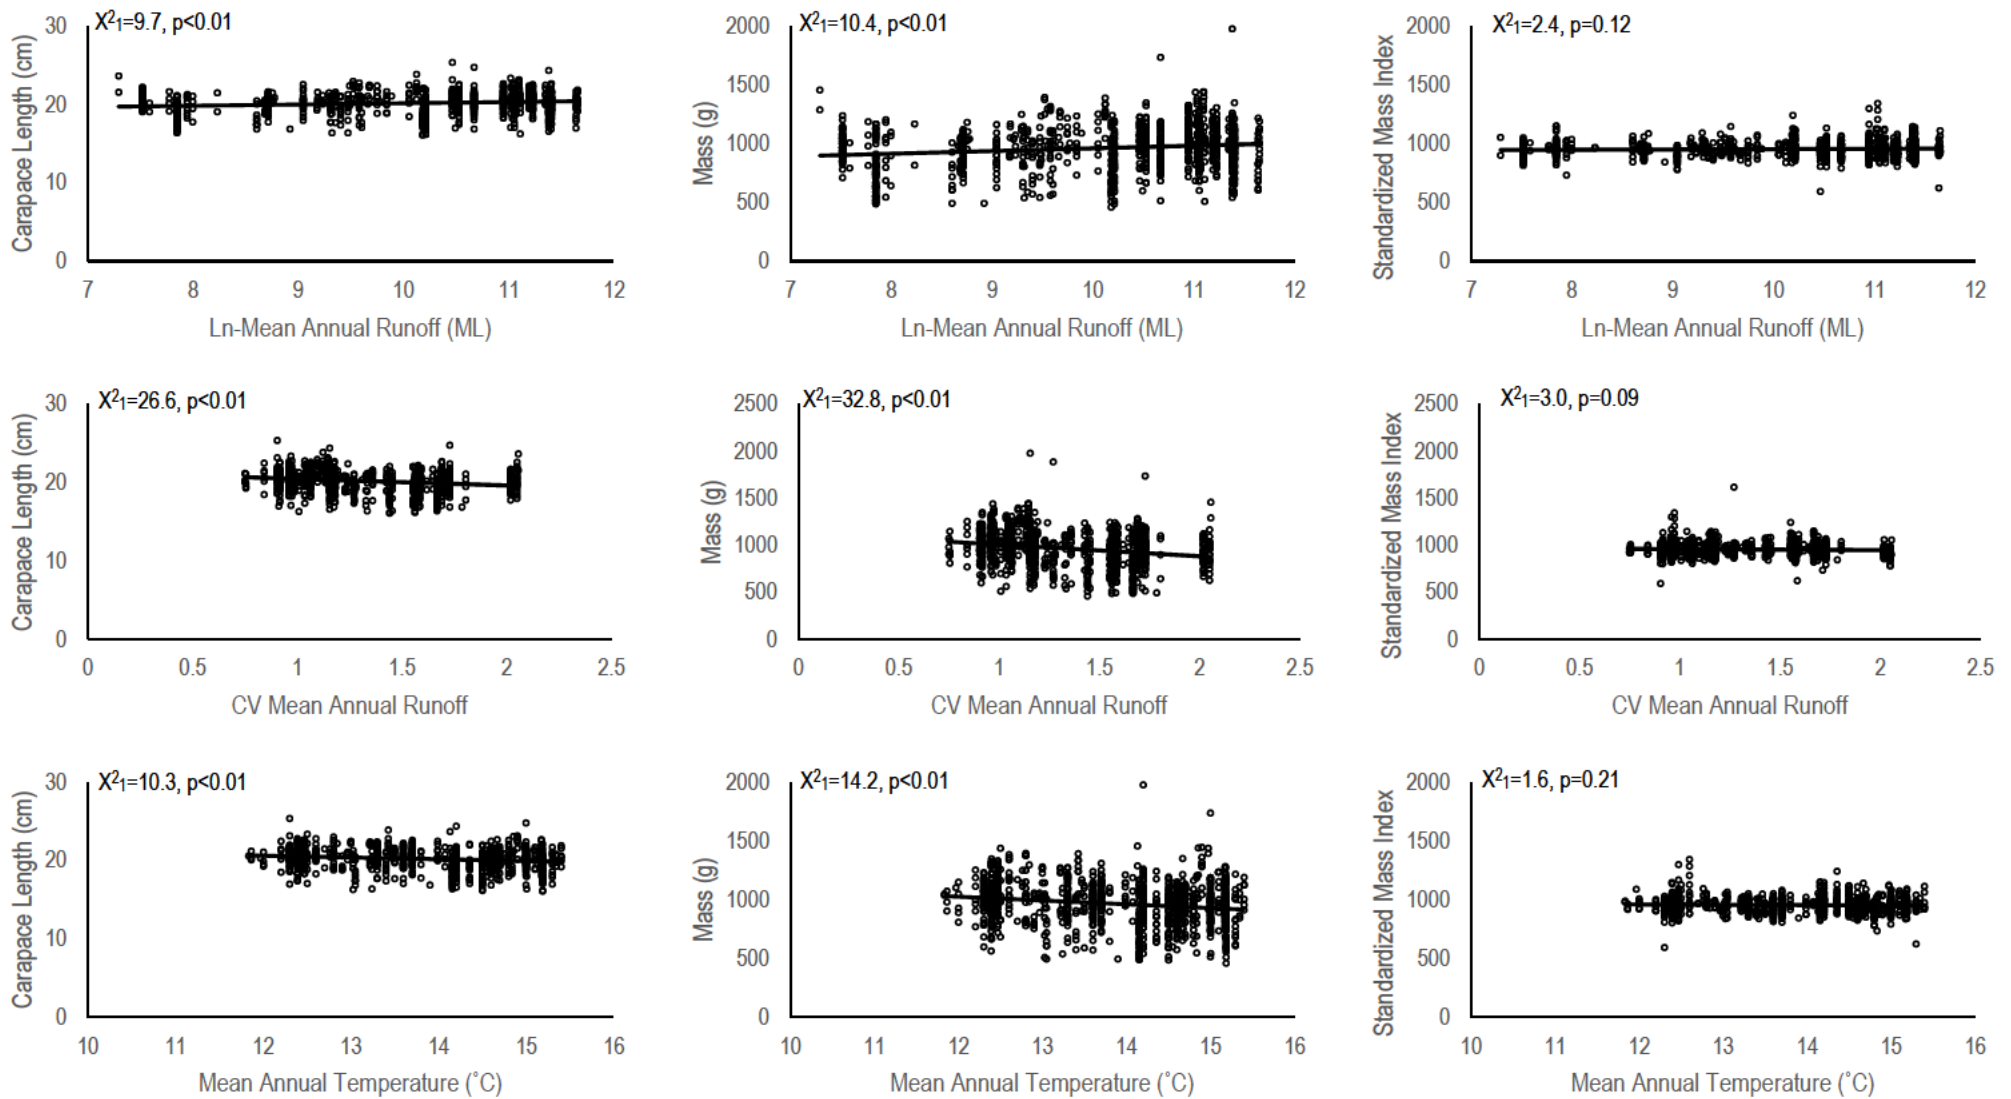 X²₁=9.7, p<0.01
30
20
10
0
Carapace Length (cm)
7 8 9 10 11 12
Ln-Mean Annual Runoff (ML)
X²₁=10.4, p<0.01
2000
1500
1000
500
0
Mass (g)
7 8 9 10 11 12
Ln-Mean Annual Runoff (ML)
X²₁=2.4, p=0.12
2000
1500
1000
500
0
Standardized Mass Index
7 8 9 10 11 12
Ln-Mean Annual Runoff (ML)
X²₁=26.6, p<0.01
30
20
10
0
Carapace Length (cm)
0 0.5 1 1.5 2 2.5
CV Mean Annual Runoff
X²₁=32.8, p<0.01
2500
2000
1500
1000
500
0
Mass (g)
0 0.5 1 1.5 2 2.5
CV Mean Annual Runoff
X²₁=3.0, p=0.09
2500
2000
1500
1000
500
0
Standardized Mass Index
0 0.5 1 1.5 2 2.5
CV Mean Annual Runoff
X²₁=10.3, p<0.01
30
20
10
0
Carapace Length (cm)
10 11 12 13 14 15 16
Mean Annual Temperature (˚C)
X²₁=14.2, p<0.01
2000
1500
1000
500
0
Mass (g)
10 11 12 13 14 15 16
Mean Annual Temperature (˚C)
X²₁=1.6, p=0.21
2000
1500
1000
500
0
Standardized Mass Index
10 11 12 13 14 15 16
Mean Annual Temperature (˚C)